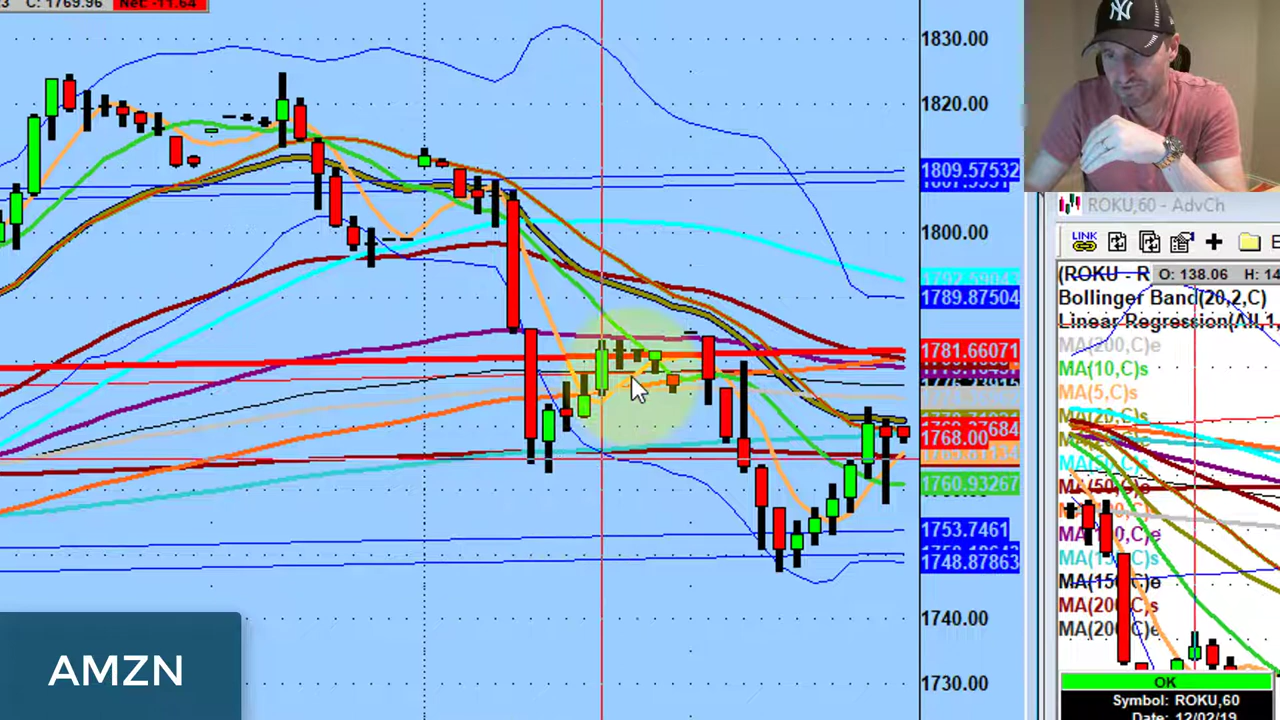 C: 1769.96 Net: -11.64
1830.00
1820.00
1809.57532
1800.00
1789.87504
1781.66071
1768.00
1760.93267
1753.7461
1748.87863
1740.00
1730.00
AMZN
NY
ROKU,60 - AdvCh
LINK
(ROKU - R O: 138.06 H: 14
Bollinger Band(20,2,C)
Linear Regression(All,1
MA(200,C)e
MA(10,C)s
MA(5,C)s
MA(20,C)s
MA(50,C)s
MA(200,C)s
MA(200,C)e
OK
Symbol: ROKU,60
Date: 12/02/19